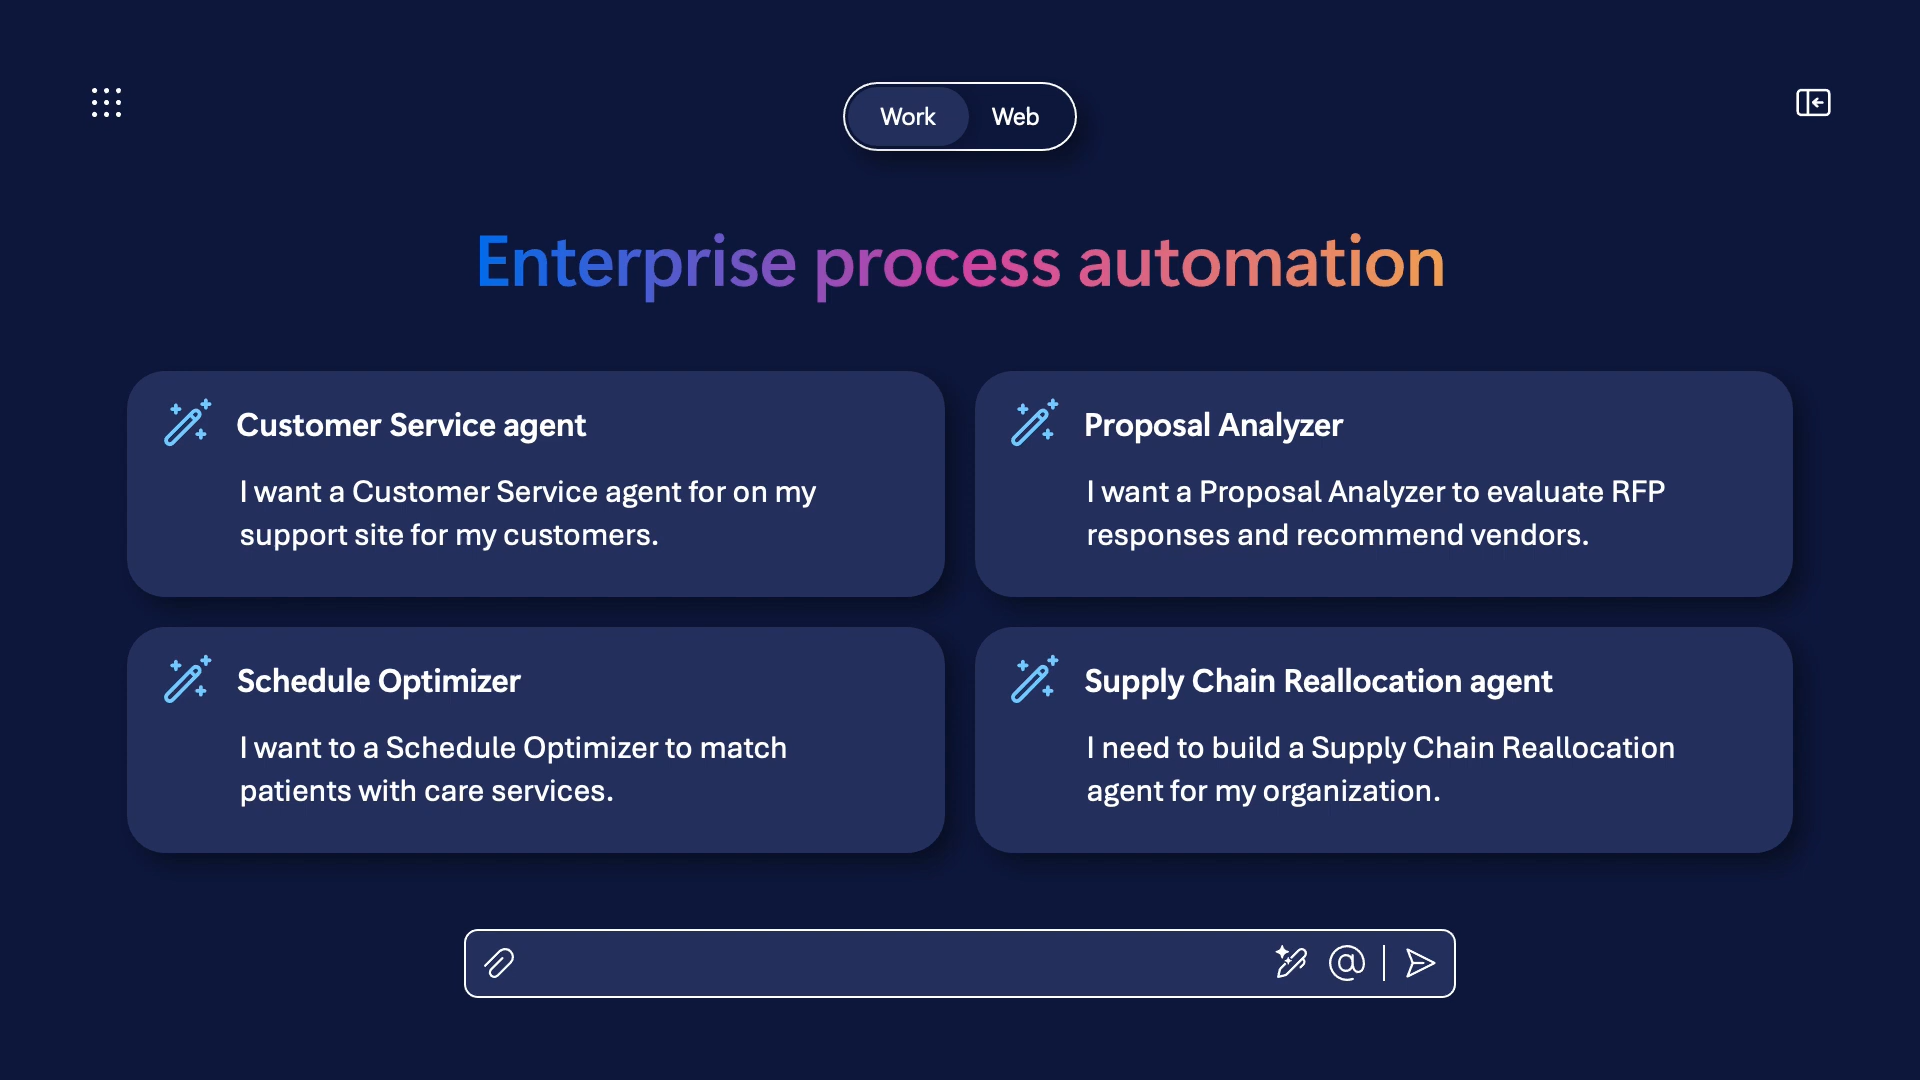 Work Web
Enterprise process automation
Customer Service agent
I want a Customer Service agent for on my
support site for my customers.
Proposal Analyzer
I want a Proposal Analyzer to evaluate RFP
responses and recommend vendors.
Schedule Optimizer
I want to a Schedule Optimizer to match
patients with care services.
Supply Chain Reallocation agent
I need to build a Supply Chain Reallocation
agent for my organization.